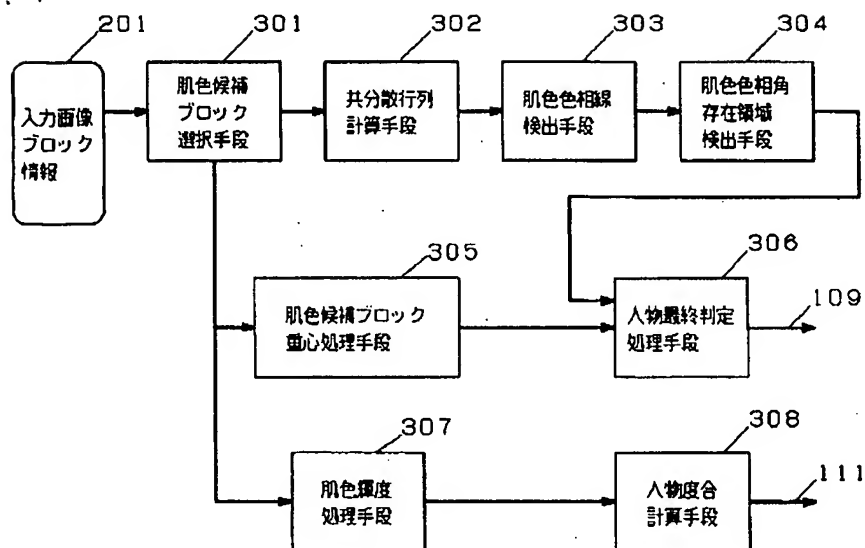 201
301
302
303
304
入力画像
ブロック
情報
肌色候補
ブロック
選択手段
共分散行列
計算手段
肌色色相線
検出手段
肌色色相角
存在領域
検出手段
305
306
109
肌色候補ブロック
重心処理手段
人物最終判定
処理手段
307
308
111
肌色輝度
処理手段
人物度合
計算手段